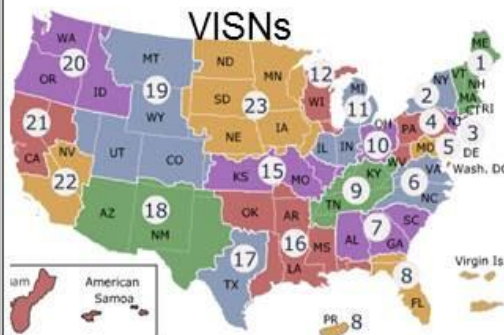 VISNs
WA
20
OR
ID
MT
19
WY
UT
CO
ND
MN
SD
23
NE
IA
12
WI
MI
11
IL
IN
OH
10
ME
1
VT
NH
NY
2
MA
CTRI
PA
4
NJ
3
MD
5
DE
Wash. DC
WV
VA
6
NC
KY
9
TN
SC
7
AL
GA
21
CA
NV
22
AZ
18
NM
KS
15
MO
OK
AR
16
MS
LA
17
TX
8
FL
PR 8
Virgin Is
American
Samoa